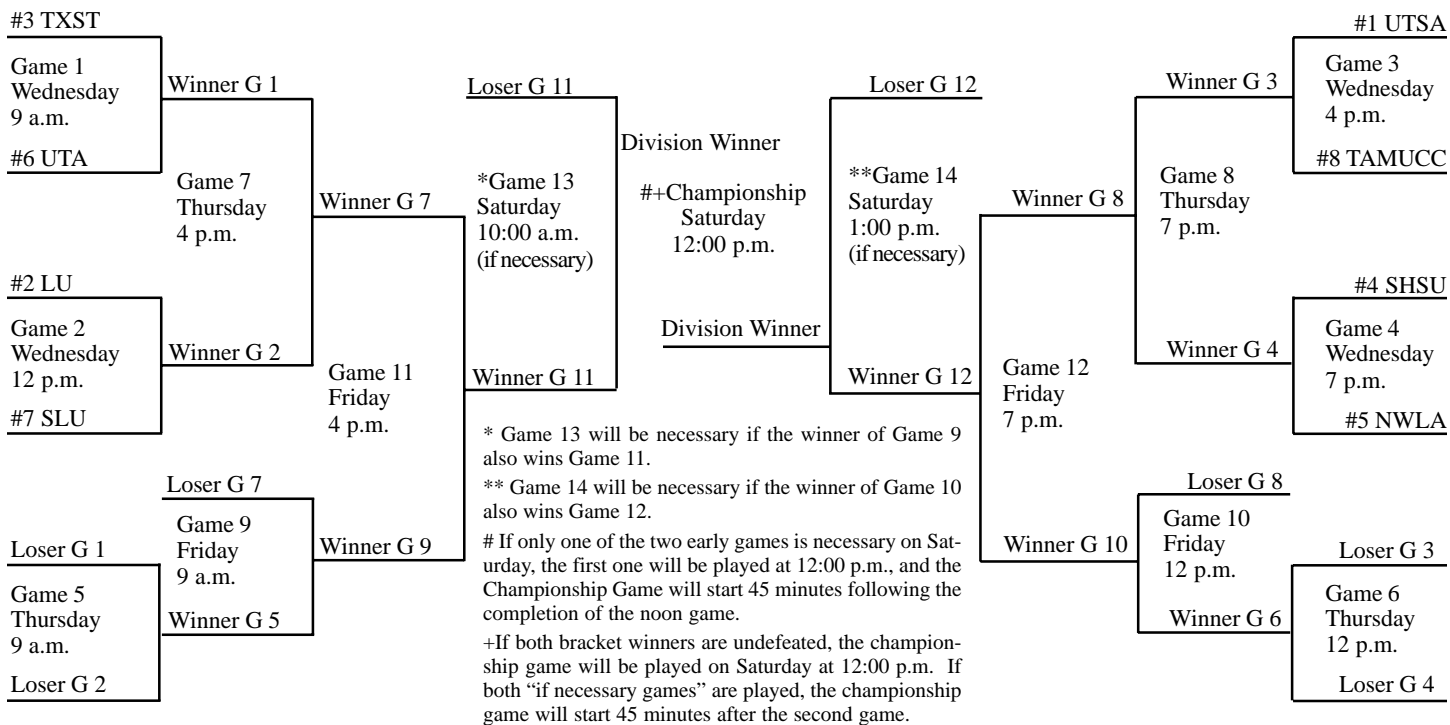 #3 TXST
Game 1
Wednesday
9 a.m.
#6 UTA
Winner G 1
Game 7
Thursday
4 p.m.
#2 LU
Game 2
Wednesday
12 p.m.
#7 SLU
Winner G 2
Winner G 7
Game 11
Friday
4 p.m.
Loser G 7
Game 9
Friday
9 a.m.
Loser G 1
Game 5
Thursday
9 a.m.
Loser G 2
Winner G 5
Winner G 9
Loser G 11
*Game 13
Saturday
10:00 a.m.
(if necessary)
Winner G 11
Division Winner
#+Championship
Saturday
12:00 p.m.
Division Winner
Loser G 12
**Game 14
Saturday
1:00 p.m.
(if necessary)
Winner G 12
#1 UTSA
Game 3
Wednesday
4 p.m.
#8 TAMUCC
Winner G 3
Game 8
Thursday
7 p.m.
Winner G 8
#4 SHSU
Game 4
Wednesday
7 p.m.
#5 NWLA
Winner G 4
Game 12
Friday
7 p.m.
Loser G 8
Game 10
Friday
12 p.m.
Winner G 10
Loser G 3
Game 6
Thursday
12 p.m.
Loser G 4
Winner G 6
* Game 13 will be necessary if the winner of Game 9
also wins Game 11.
** Game 14 will be necessary if the winner of Game 10
also wins Game 12.
# If only one of the two early games is necessary on Sat-
urday, the first one will be played at 12:00 p.m., and the
Championship Game will start 45 minutes following the
completion of the noon game.
+If both bracket winners are undefeated, the champion-
ship game will be played on Saturday at 12:00 p.m. If
both “if necessary games” are played, the championship
game will start 45 minutes after the second game.